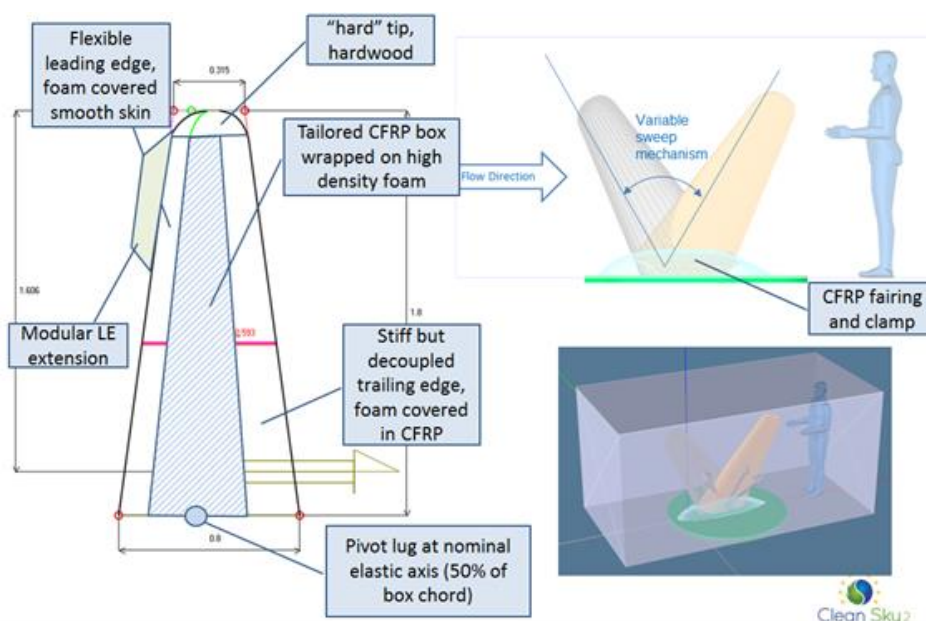 Flexible
leading edge,
foam covered
smooth skin
"hard" tip,
hardwood
0.315
Tailored CFRP box
wrapped on high
density foam
Flow Direction
Variable
sweep
mechanism
1.606
1.8
CFRP fairing
and clamp
Modular LE
extension
0,593
Stiff but
decoupled
trailing edge,
foam covered
in CFRP
0.8
Pivot lug at nominal
elastic axis (50% of
box chord)
Clean Sky2